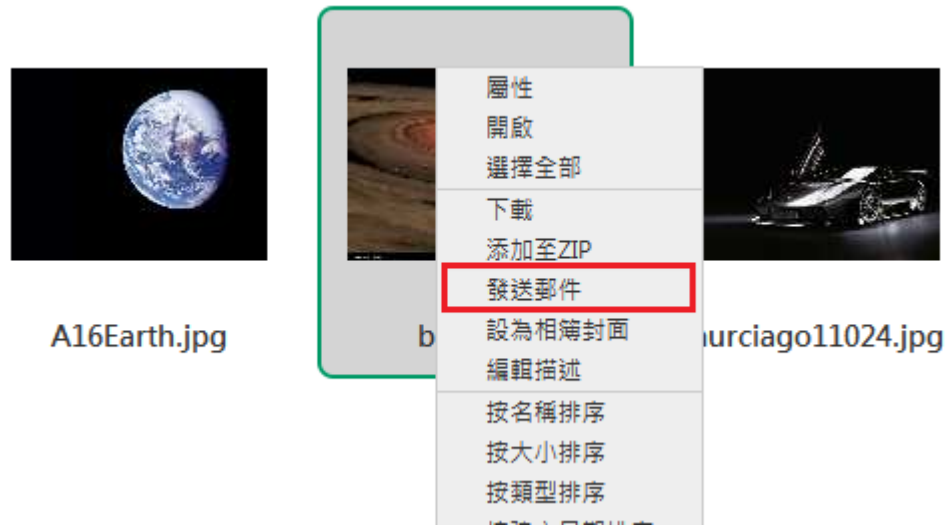 屬性
開啟
選擇全部
下載
添加至ZIP
發送郵件
設為相簿封面
編輯描述
按名稱排序
按大小排序
按類型排序
A16Earth.jpg
b
urciago11024.jpg